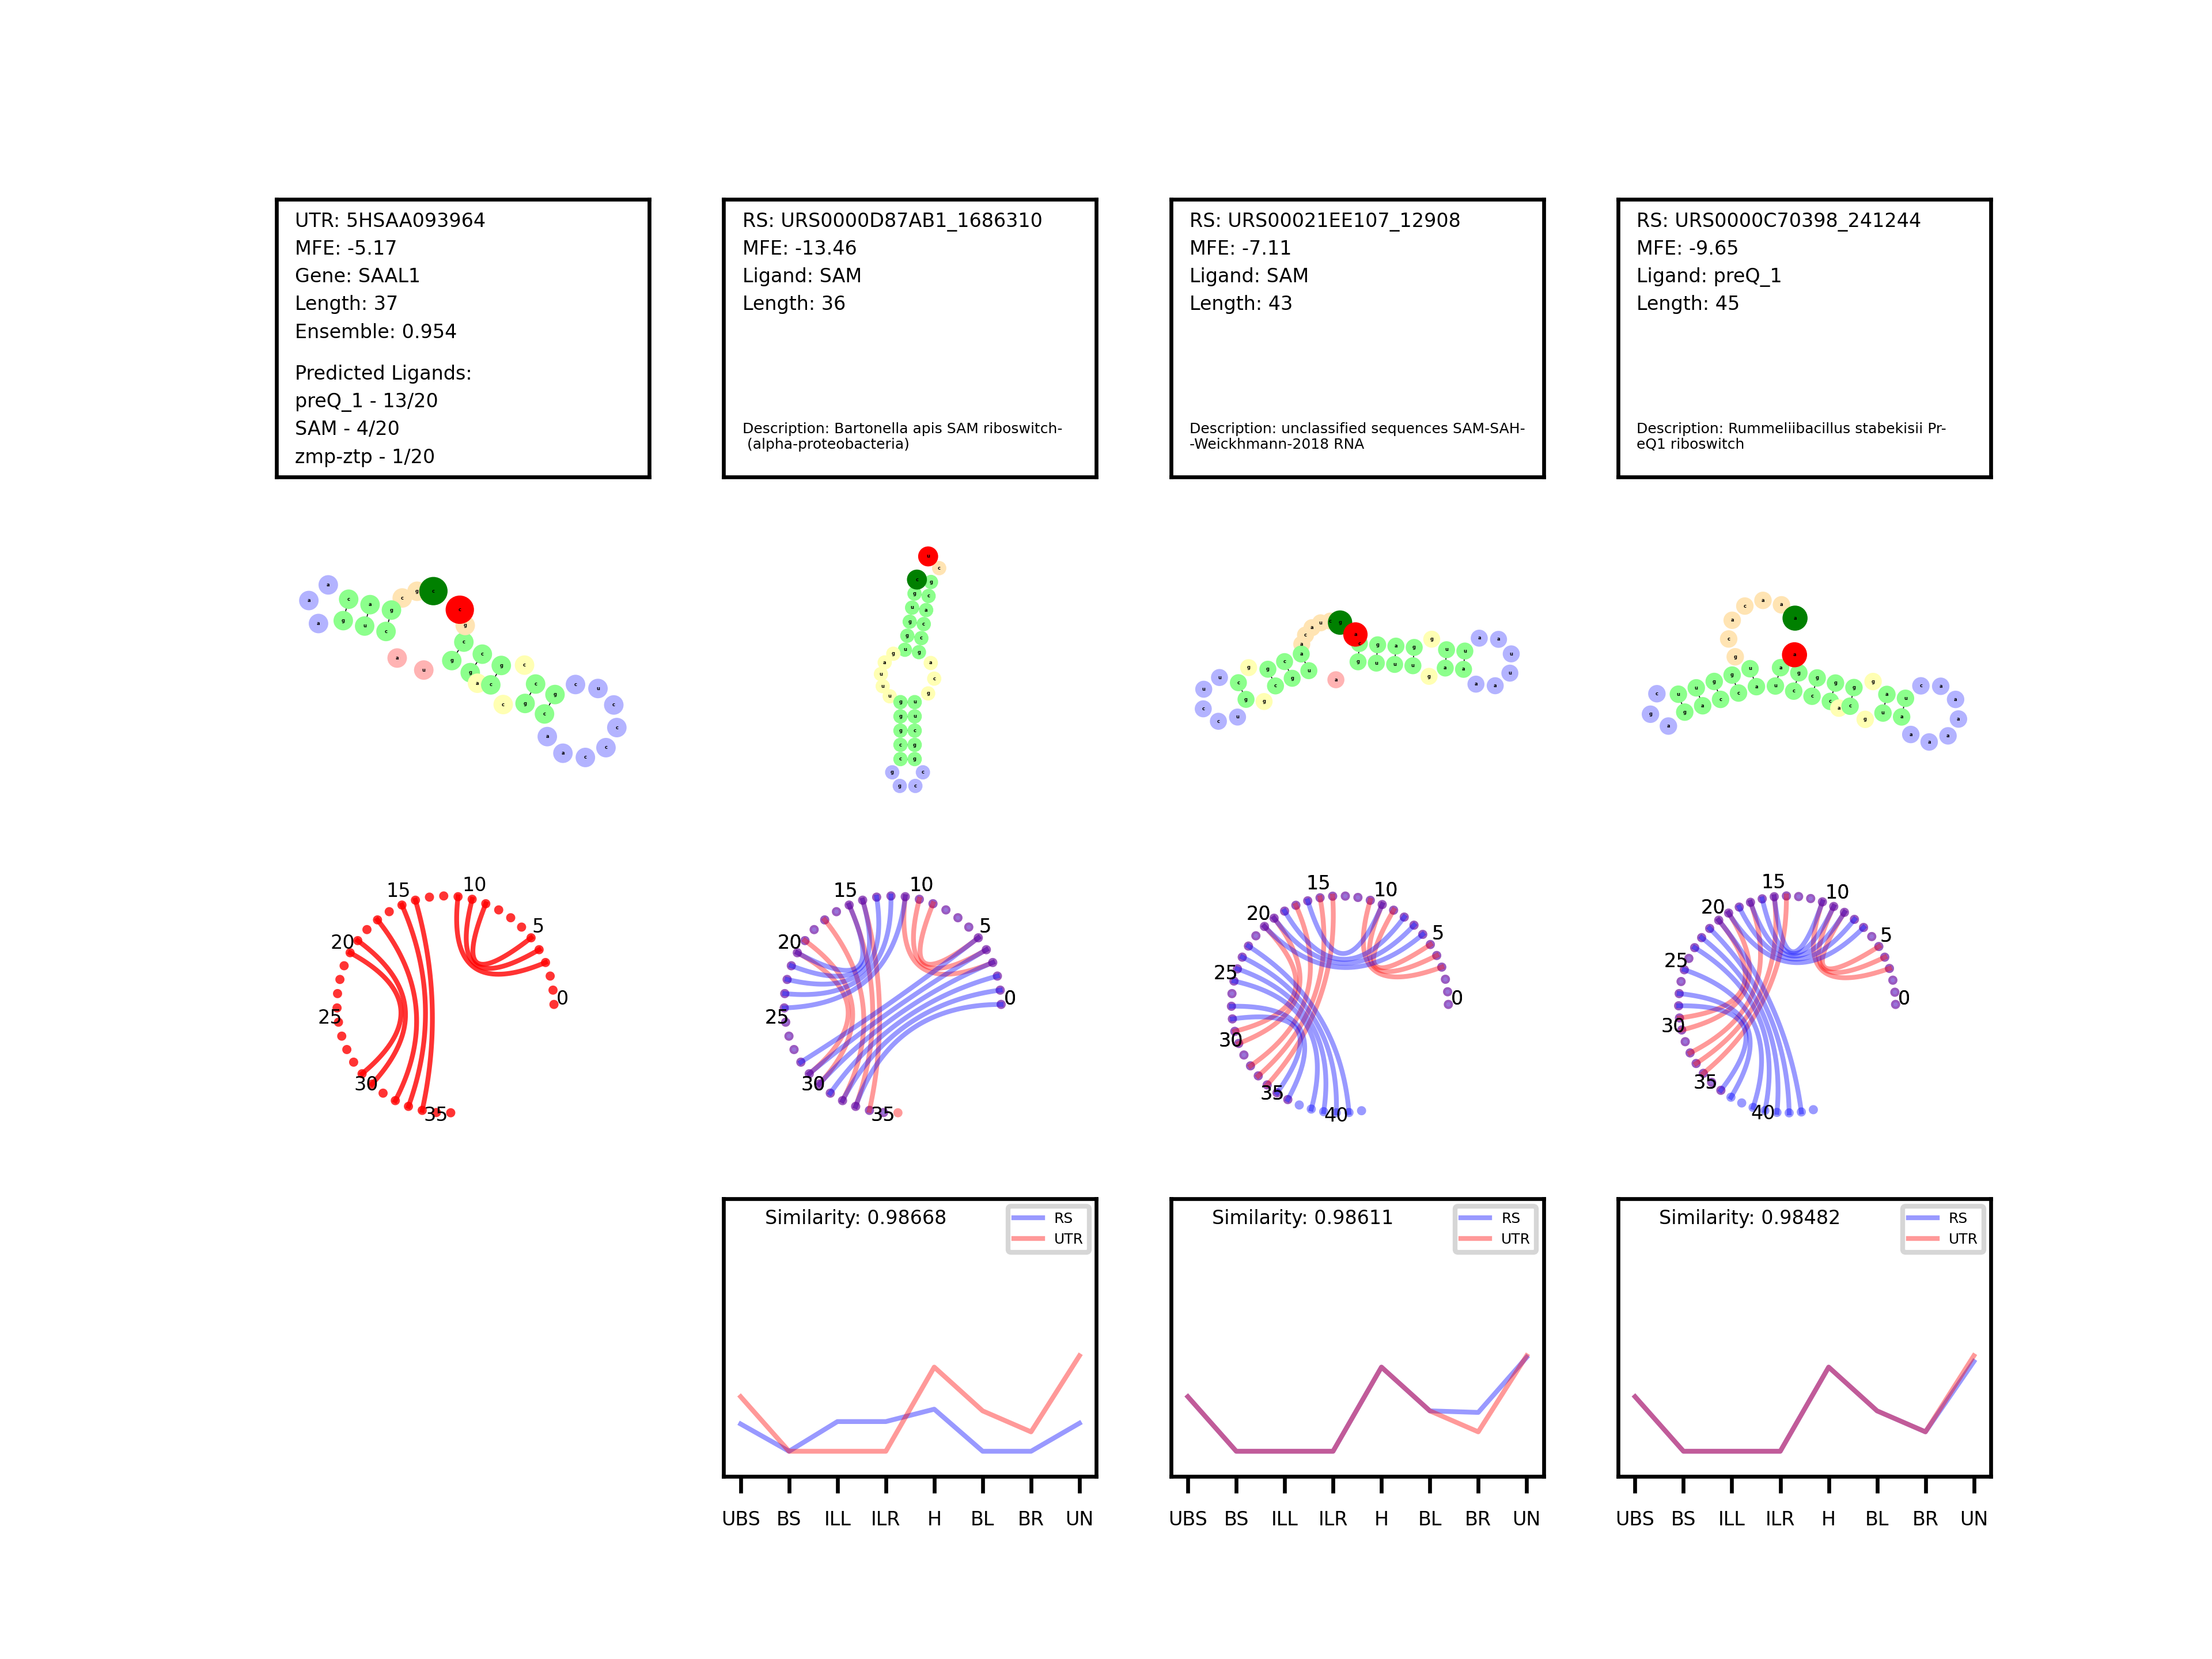 UTR: 5HSAA093964
MFE: -5.17
Gene: SAAL1
Length: 37
Ensemble: 0.954
Predicted Ligands:
preQ_1 - 13/20
SAM - 4/20
zmp-ztp - 1/20
RS: URS0000D87AB1_1686310
MFE: -13.46
Ligand: SAM
Length: 36
Description: Bartonella apis SAM riboswitch-
(alpha-proteobacteria)
RS: URS00021EE107_12908
MFE: -7.11
Ligand: SAM
Length: 43
Description: unclassified sequences SAM-SAH-
-Weickhmann-2018 RNA
RS: URS0000C70398_241244
MFE: -9.65
Ligand: preQ_1
Length: 45
Description: Rummeliibacillus stabekisii Pr-
eQ1 riboswitch
0
5
10
15
20
25
30
35
0
5
10
15
20
25
30
35
0
5
10
15
20
25
30
35
40
0
5
10
15
20
25
30
35
40
Similarity: 0.98668
RS
UTR
UBS BS ILL ILR H BL BR UN
Similarity: 0.98611
RS
UTR
UBS BS ILL ILR H BL BR UN
Similarity: 0.98482
RS
UTR
UBS BS ILL ILR H BL BR UN